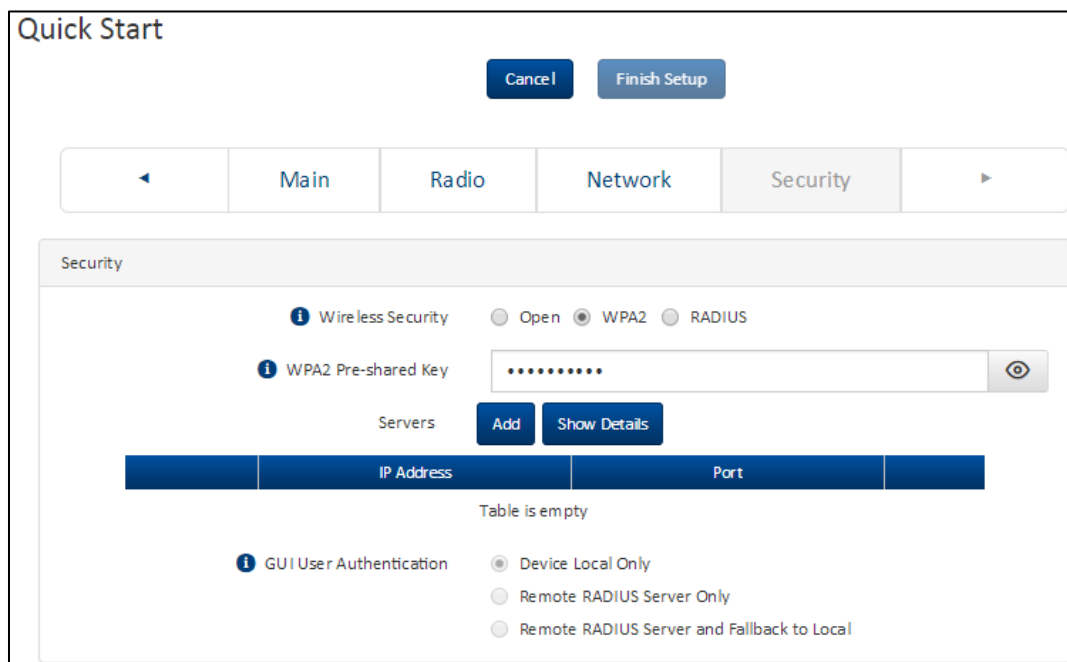 Quick Start
Cancel Finish Setup
◄ Main Radio Network Security ►
Security
Wireless Security Open WPA2 RADIUS
WPA2 Pre-shared Key ••••••••••
Servers Add Show Details
IP Address Port
Table is empty
GUI User Authentication Device Local Only
Remote RADIUS Server Only
Remote RADIUS Server and Fallback to Local